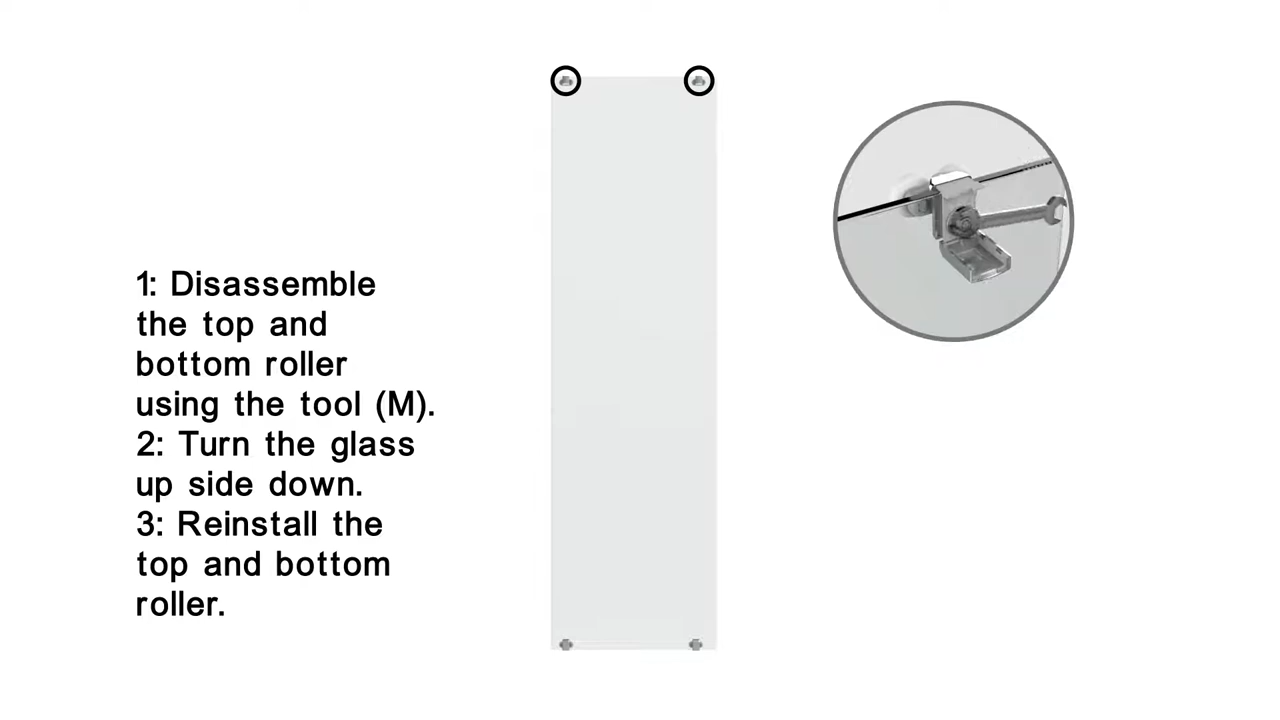 1: Disassemble
the top and
bottom roller
using the tool (M).
2: Turn the glass
up side down.
3: Reinstall the
top and bottom
roller.